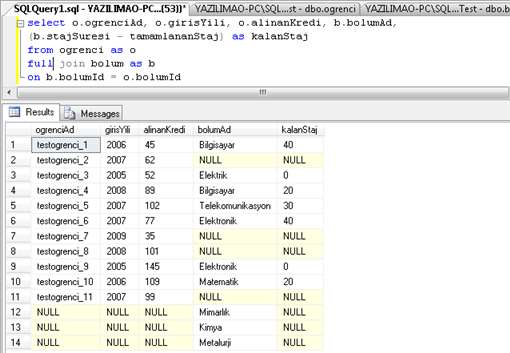 SQLQuery1.sql - YAZILIMAO-PC...(53))* YAZILIMAO-PC\SQL...st - dbo.ogrenci YAZILIMAO-PC\SQL...Test - dbo.bol
select o.ogrenciAd, o.girisYili, o.alinanKredi, b.bolumAd,
(b.stajSuresi - tamamlananStaj) as kalanStaj
from ogrenci as o
full join bolum as b
on b.bolumId = o.bolumId
Results Messages
ogrenciAd girisYili alinanKredi bolumAd kalanStaj
1 testogrenci_1 2006 45 Bilgisayar 40
2 testogrenci_2 2007 62 NULL NULL
3 testogrenci_3 2005 52 Elektrik 0
4 testogrenci_4 2008 89 Bilgisayar 20
5 testogrenci_5 2007 102 Telekomunikasyon 30
6 testogrenci_6 2007 77 Elektronik 40
7 testogrenci_7 2009 35 NULL NULL
8 testogrenci_8 2008 101 NULL NULL
9 testogrenci_9 2005 145 Elektronik 0
10 testogrenci_10 2006 109 Matematik 20
11 testogrenci_11 2007 99 NULL NULL
12 NULL NULL NULL Mimarlik NULL
13 NULL NULL NULL Kimya NULL
14 NULL NULL NULL Metalurji NULL